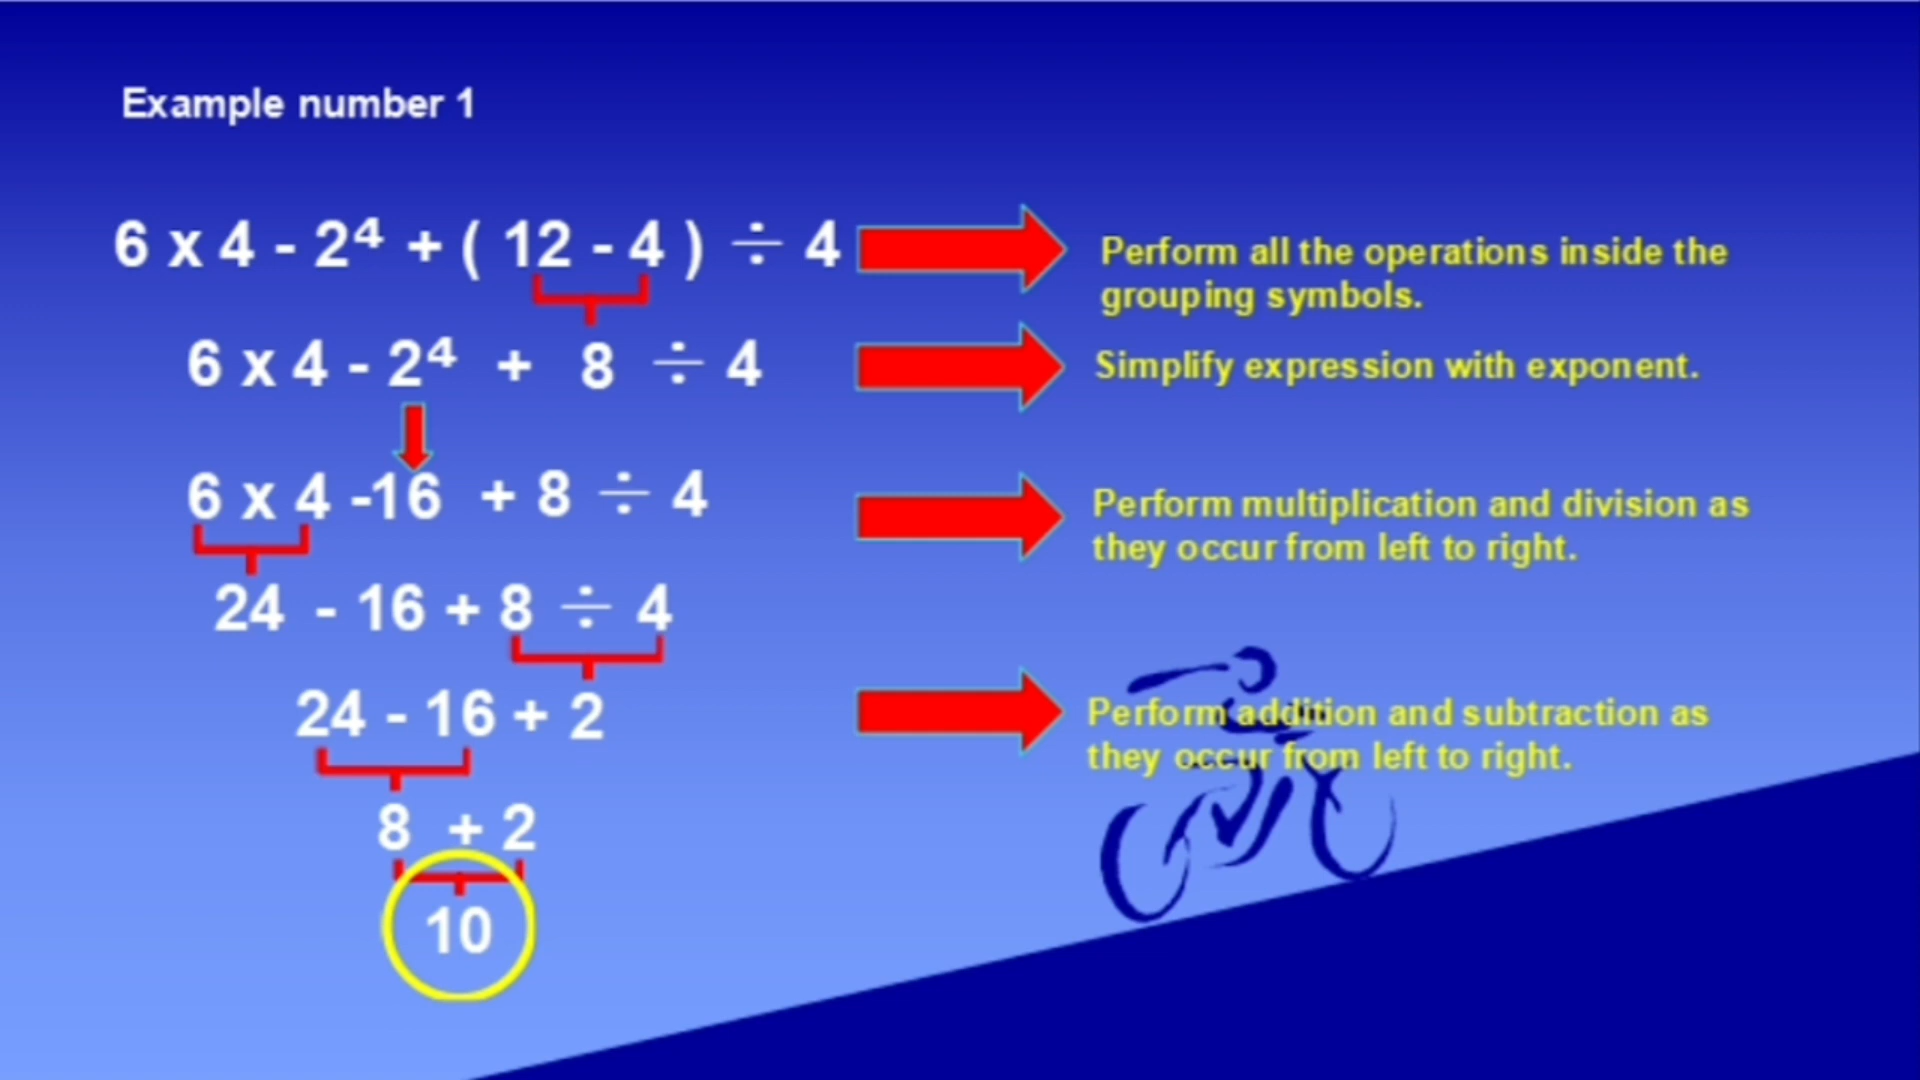 Example number 1
6 x 4 - 2⁴ + ( 12 - 4 ) ÷ 4
Perform all the operations inside the
grouping symbols.
6 x 4 - 2⁴ + 8 ÷ 4
Simplify expression with exponent.
6 x 4 -16 + 8 ÷ 4
Perform multiplication and division as
they occur from left to right.
24 - 16 + 8 ÷ 4
24 - 16 + 2
Perform addition and subtraction as
they occur from left to right.
8 + 2
10